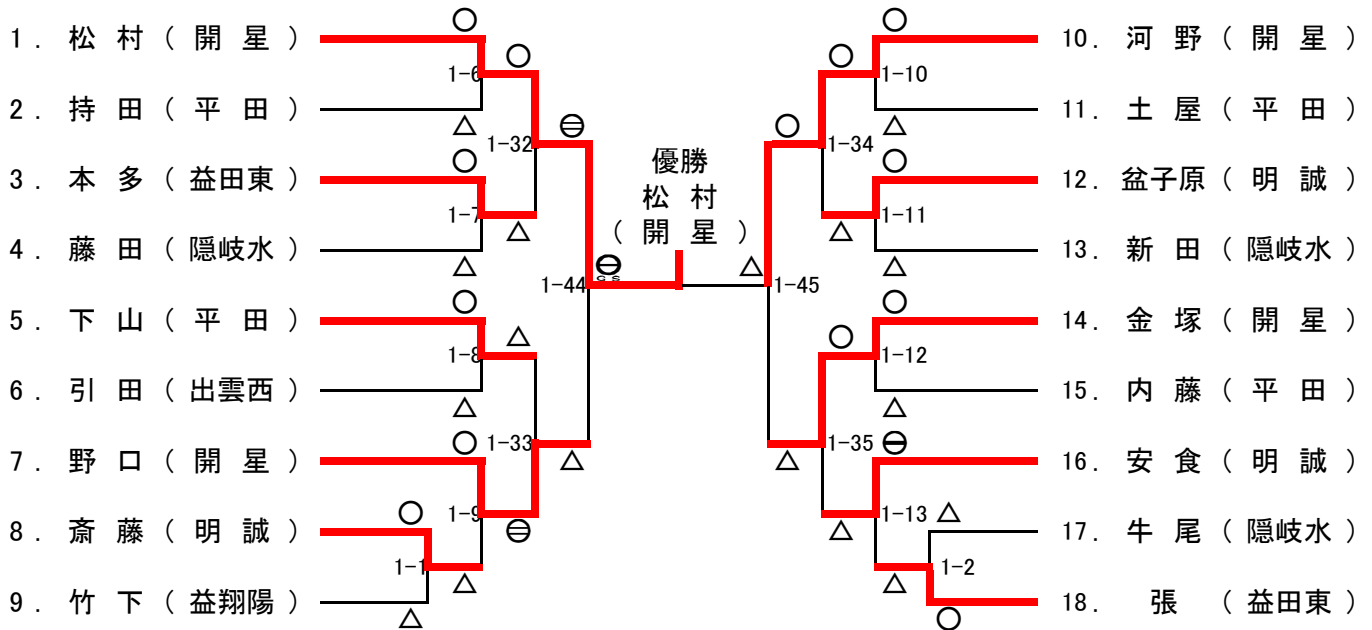 1. 松村(開星)
2. 持田(平田)
3. 本多(益田東)
4. 藤田(隠岐水)
5. 下山(平田)
6. 引田(出雲西)
7. 野口(開星)
8. 斎藤(明誠)
9. 竹下(益翔陽)
1-6
1-7
1-8
1-9
1-1
1-32
1-33
1-44
GS
優勝
松村
(開星)
1-45
1-34
1-35
1-10
1-11
1-12
1-13
1-2
10. 河野(開星)
11. 土屋(平田)
12. 盆子原(明誠)
13. 新田(隠岐水)
14. 金塚(開星)
15. 内藤(平田)
16. 安食(明誠)
17. 牛尾(隠岐水)
18. 張(益田東)